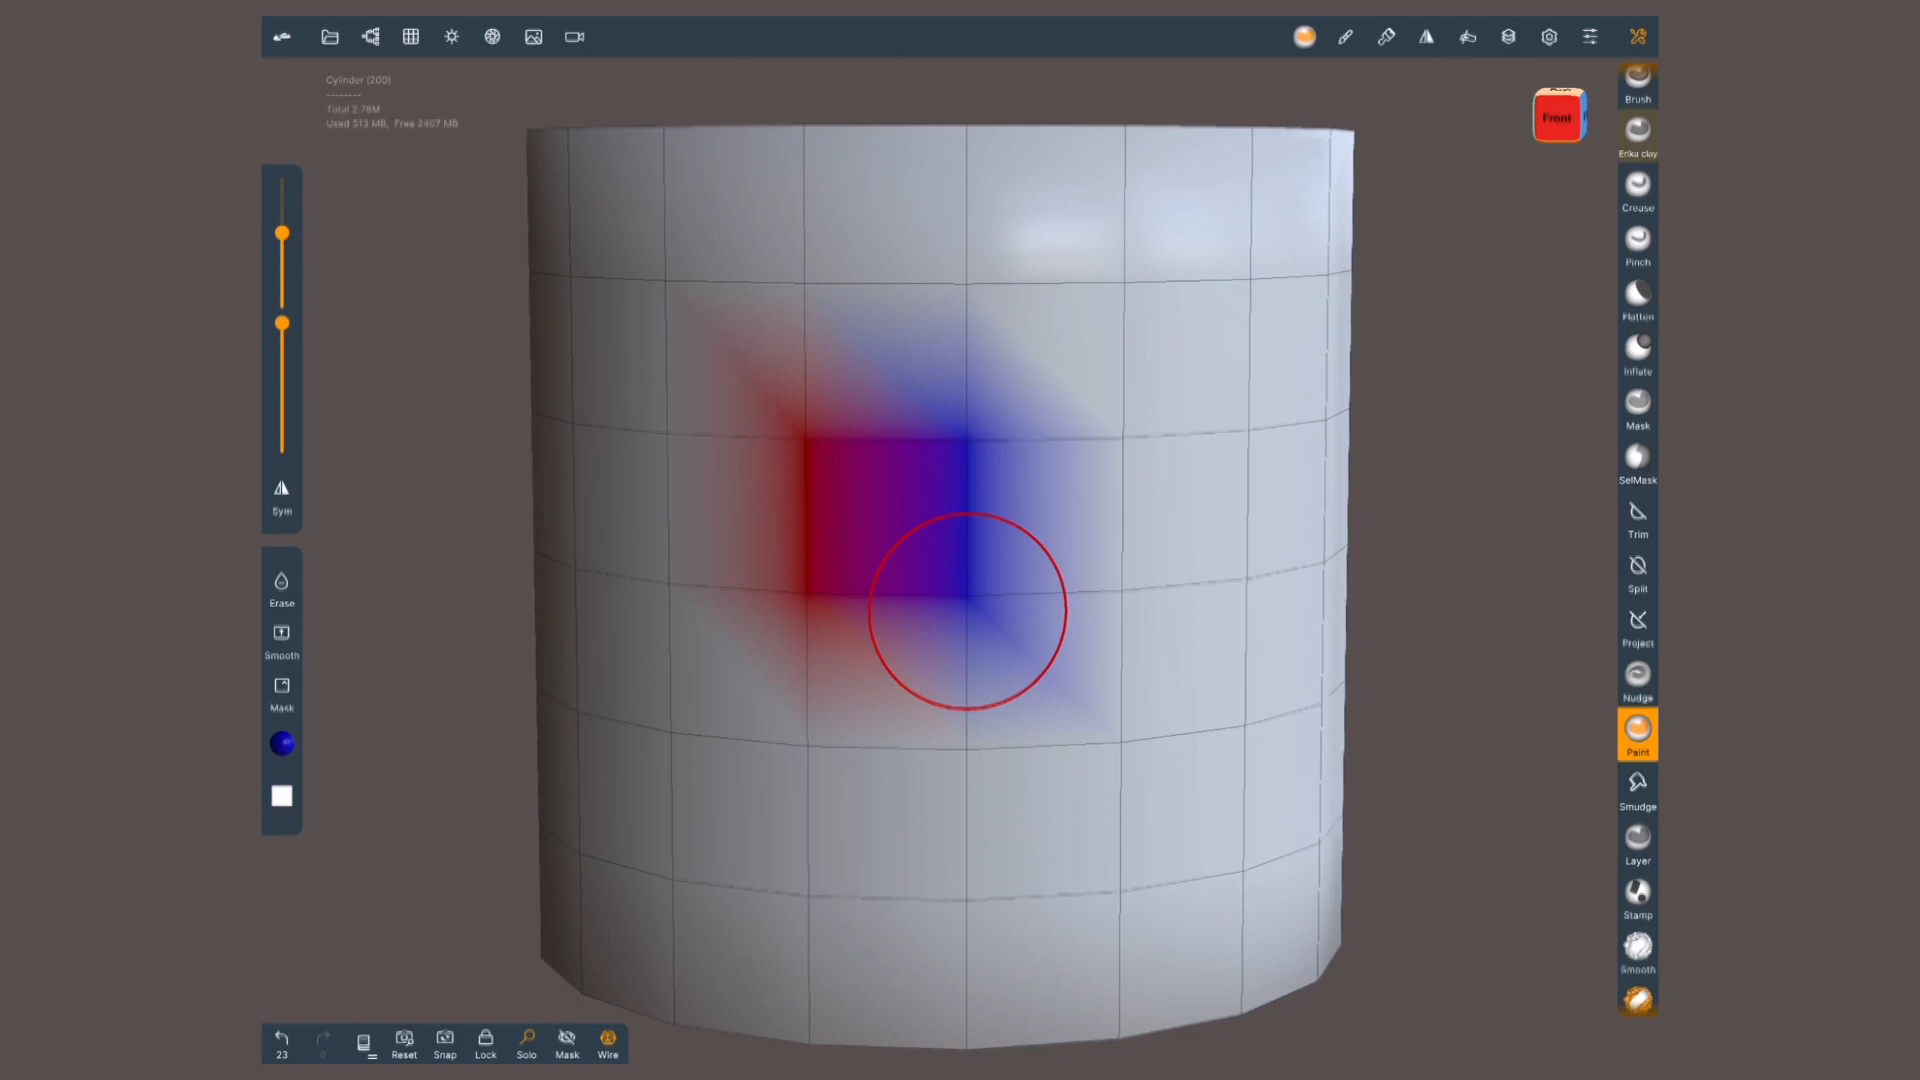 Cylinder (200)
--------
Total 2.78M
Used 513 MB, Free 2407 MB
Front
Brush
Erika clay
Crease
Pinch
Flatten
Inflate
Mask
SelMask
Trim
Split
Project
Nudge
Paint
Smudge
Layer
Stamp
Smooth
Sym
Erase
Smooth
Mask
23
0
Reset
Snap
Lock
Solo
Mask
Wire